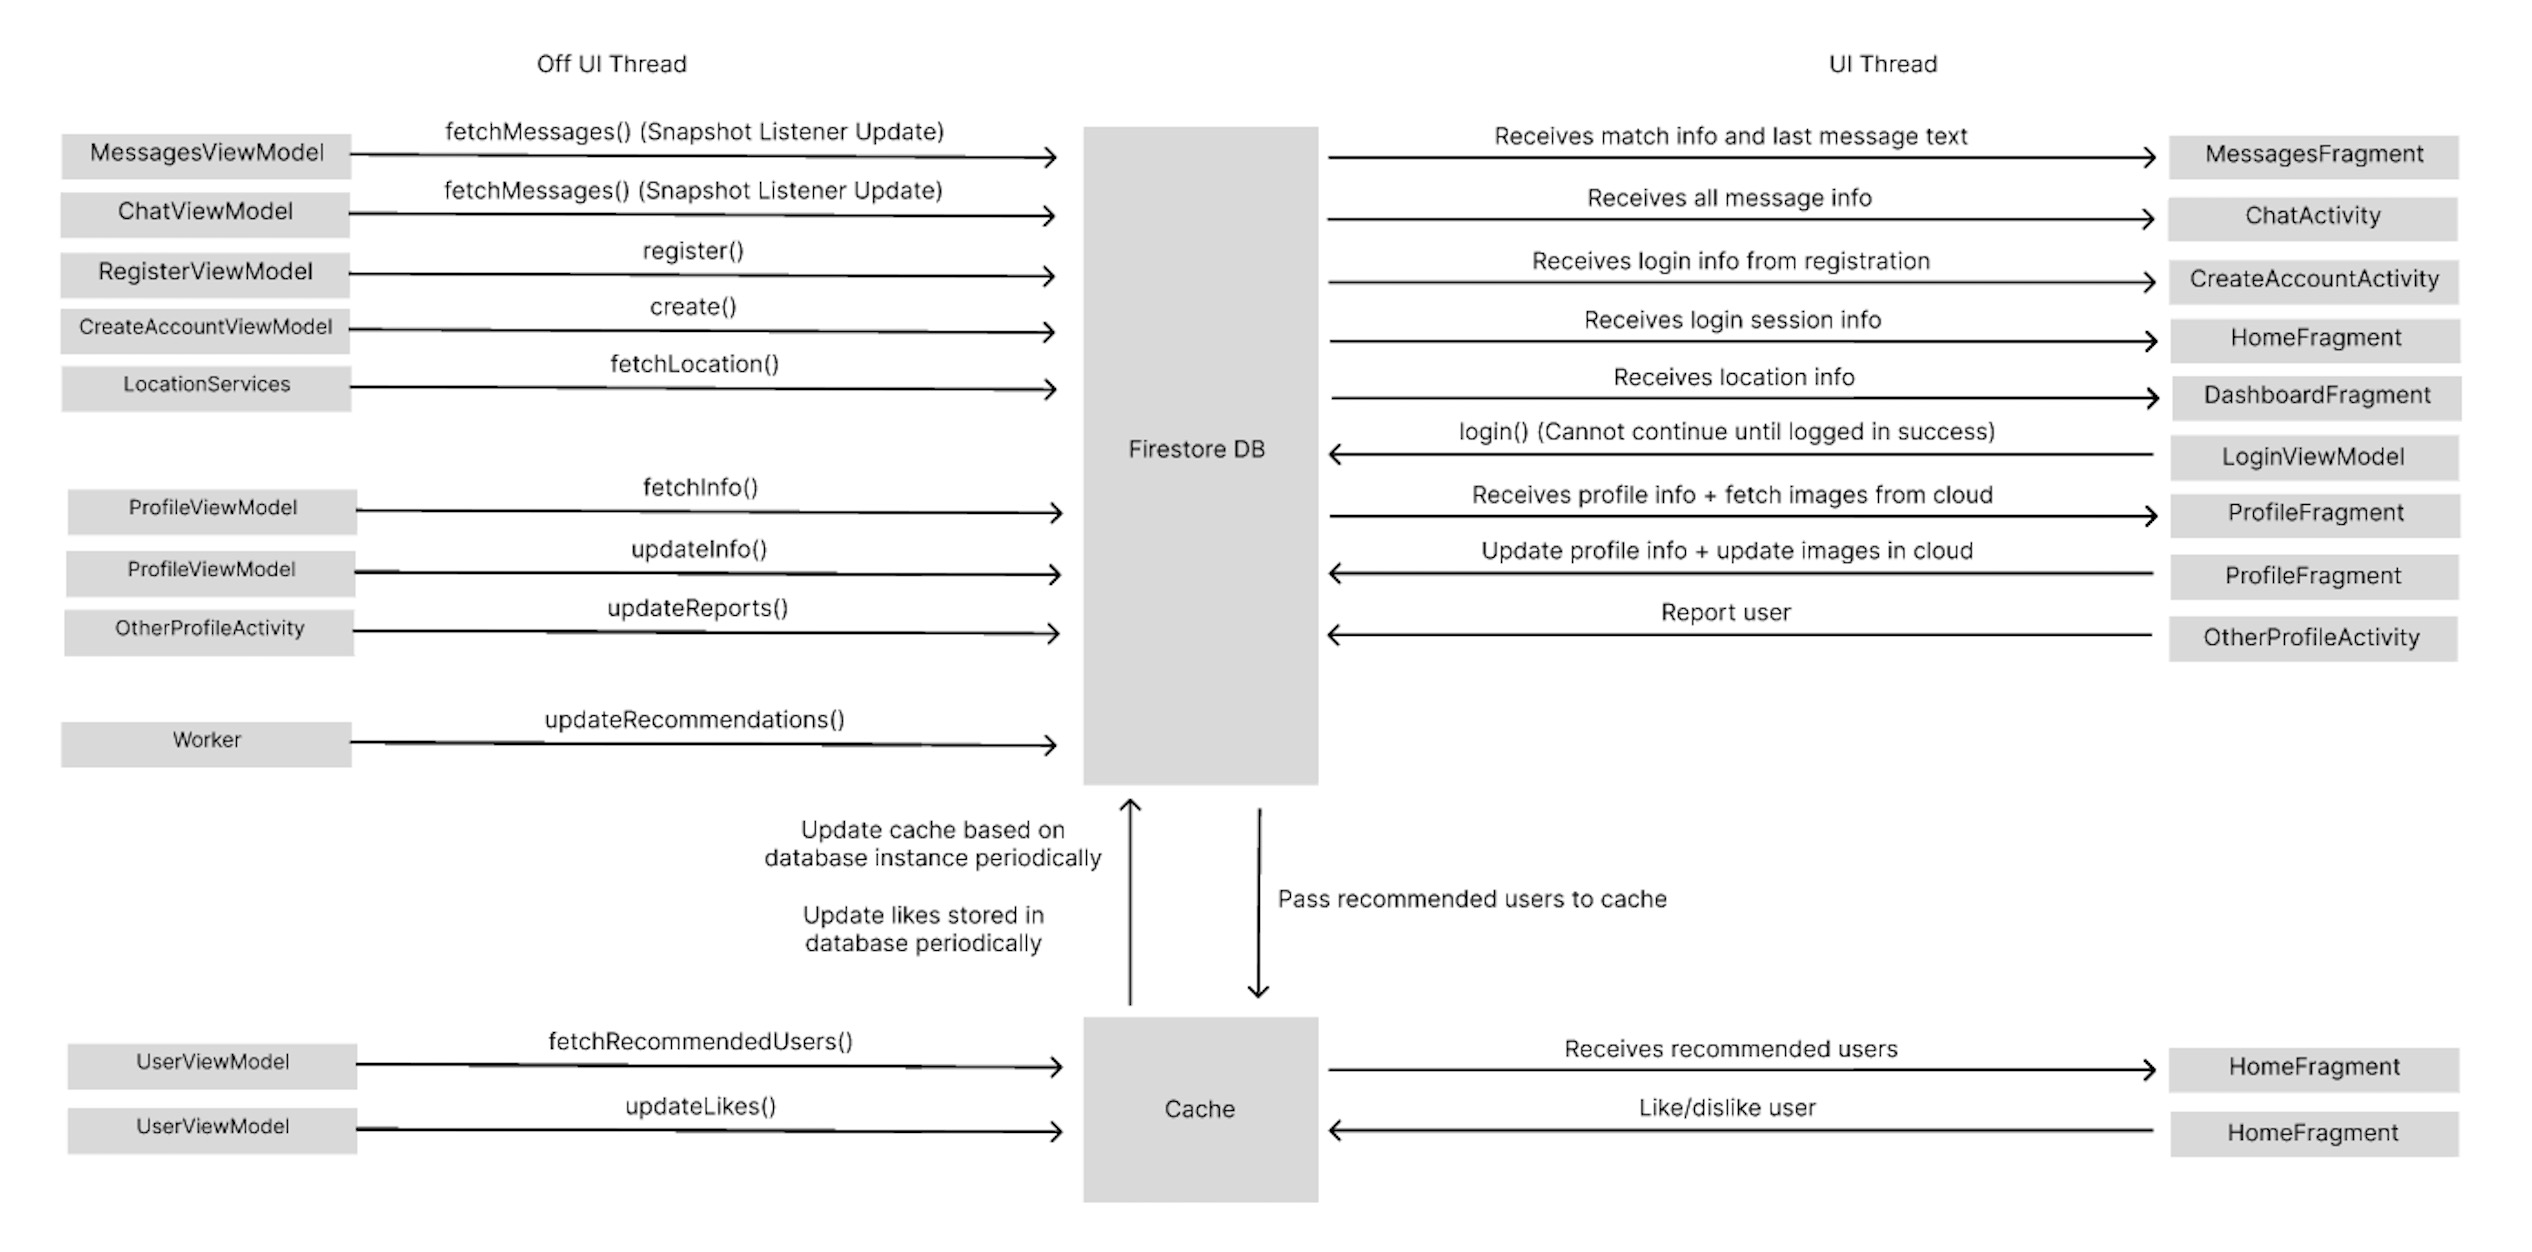 Off UI Thread
UI Thread
MessagesViewModel
fetchMessages() (Snapshot Listener Update)
Receives match info and last message text
MessagesFragment
ChatViewModel
fetchMessages() (Snapshot Listener Update)
Receives all message info
ChatActivity
RegisterViewModel
register()
Receives login info from registration
CreateAccountActivity
CreateAccountViewModel
create()
Receives login session info
HomeFragment
LocationServices
fetchLocation()
Receives location info
DashboardFragment
Firestore DB
login() (Cannot continue until logged in success)
LoginViewModel
ProfileViewModel
fetchInfo()
Receives profile info + fetch images from cloud
ProfileFragment
ProfileViewModel
updateInfo()
Update profile info + update images in cloud
ProfileFragment
OtherProfileActivity
updateReports()
Report user
OtherProfileActivity
Worker
updateRecommendations()
Update cache based on
database instance periodically
Update likes stored in
database periodically
Pass recommended users to cache
UserViewModel
fetchRecommendedUsers()
Receives recommended users
HomeFragment
Cache
UserViewModel
updateLikes()
Like/dislike user
HomeFragment